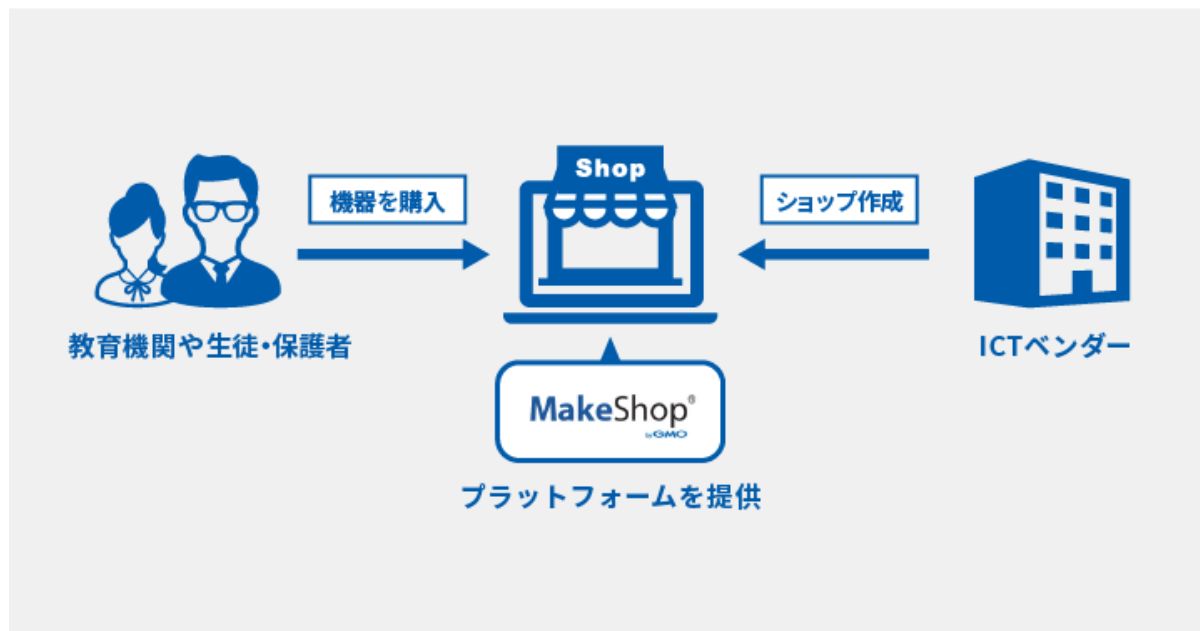 Shop
機器を購入
ショップ作成
教育機関や生徒・保護者
ICTベンダー
MakeShop®
by GMO
プラットフォームを提供